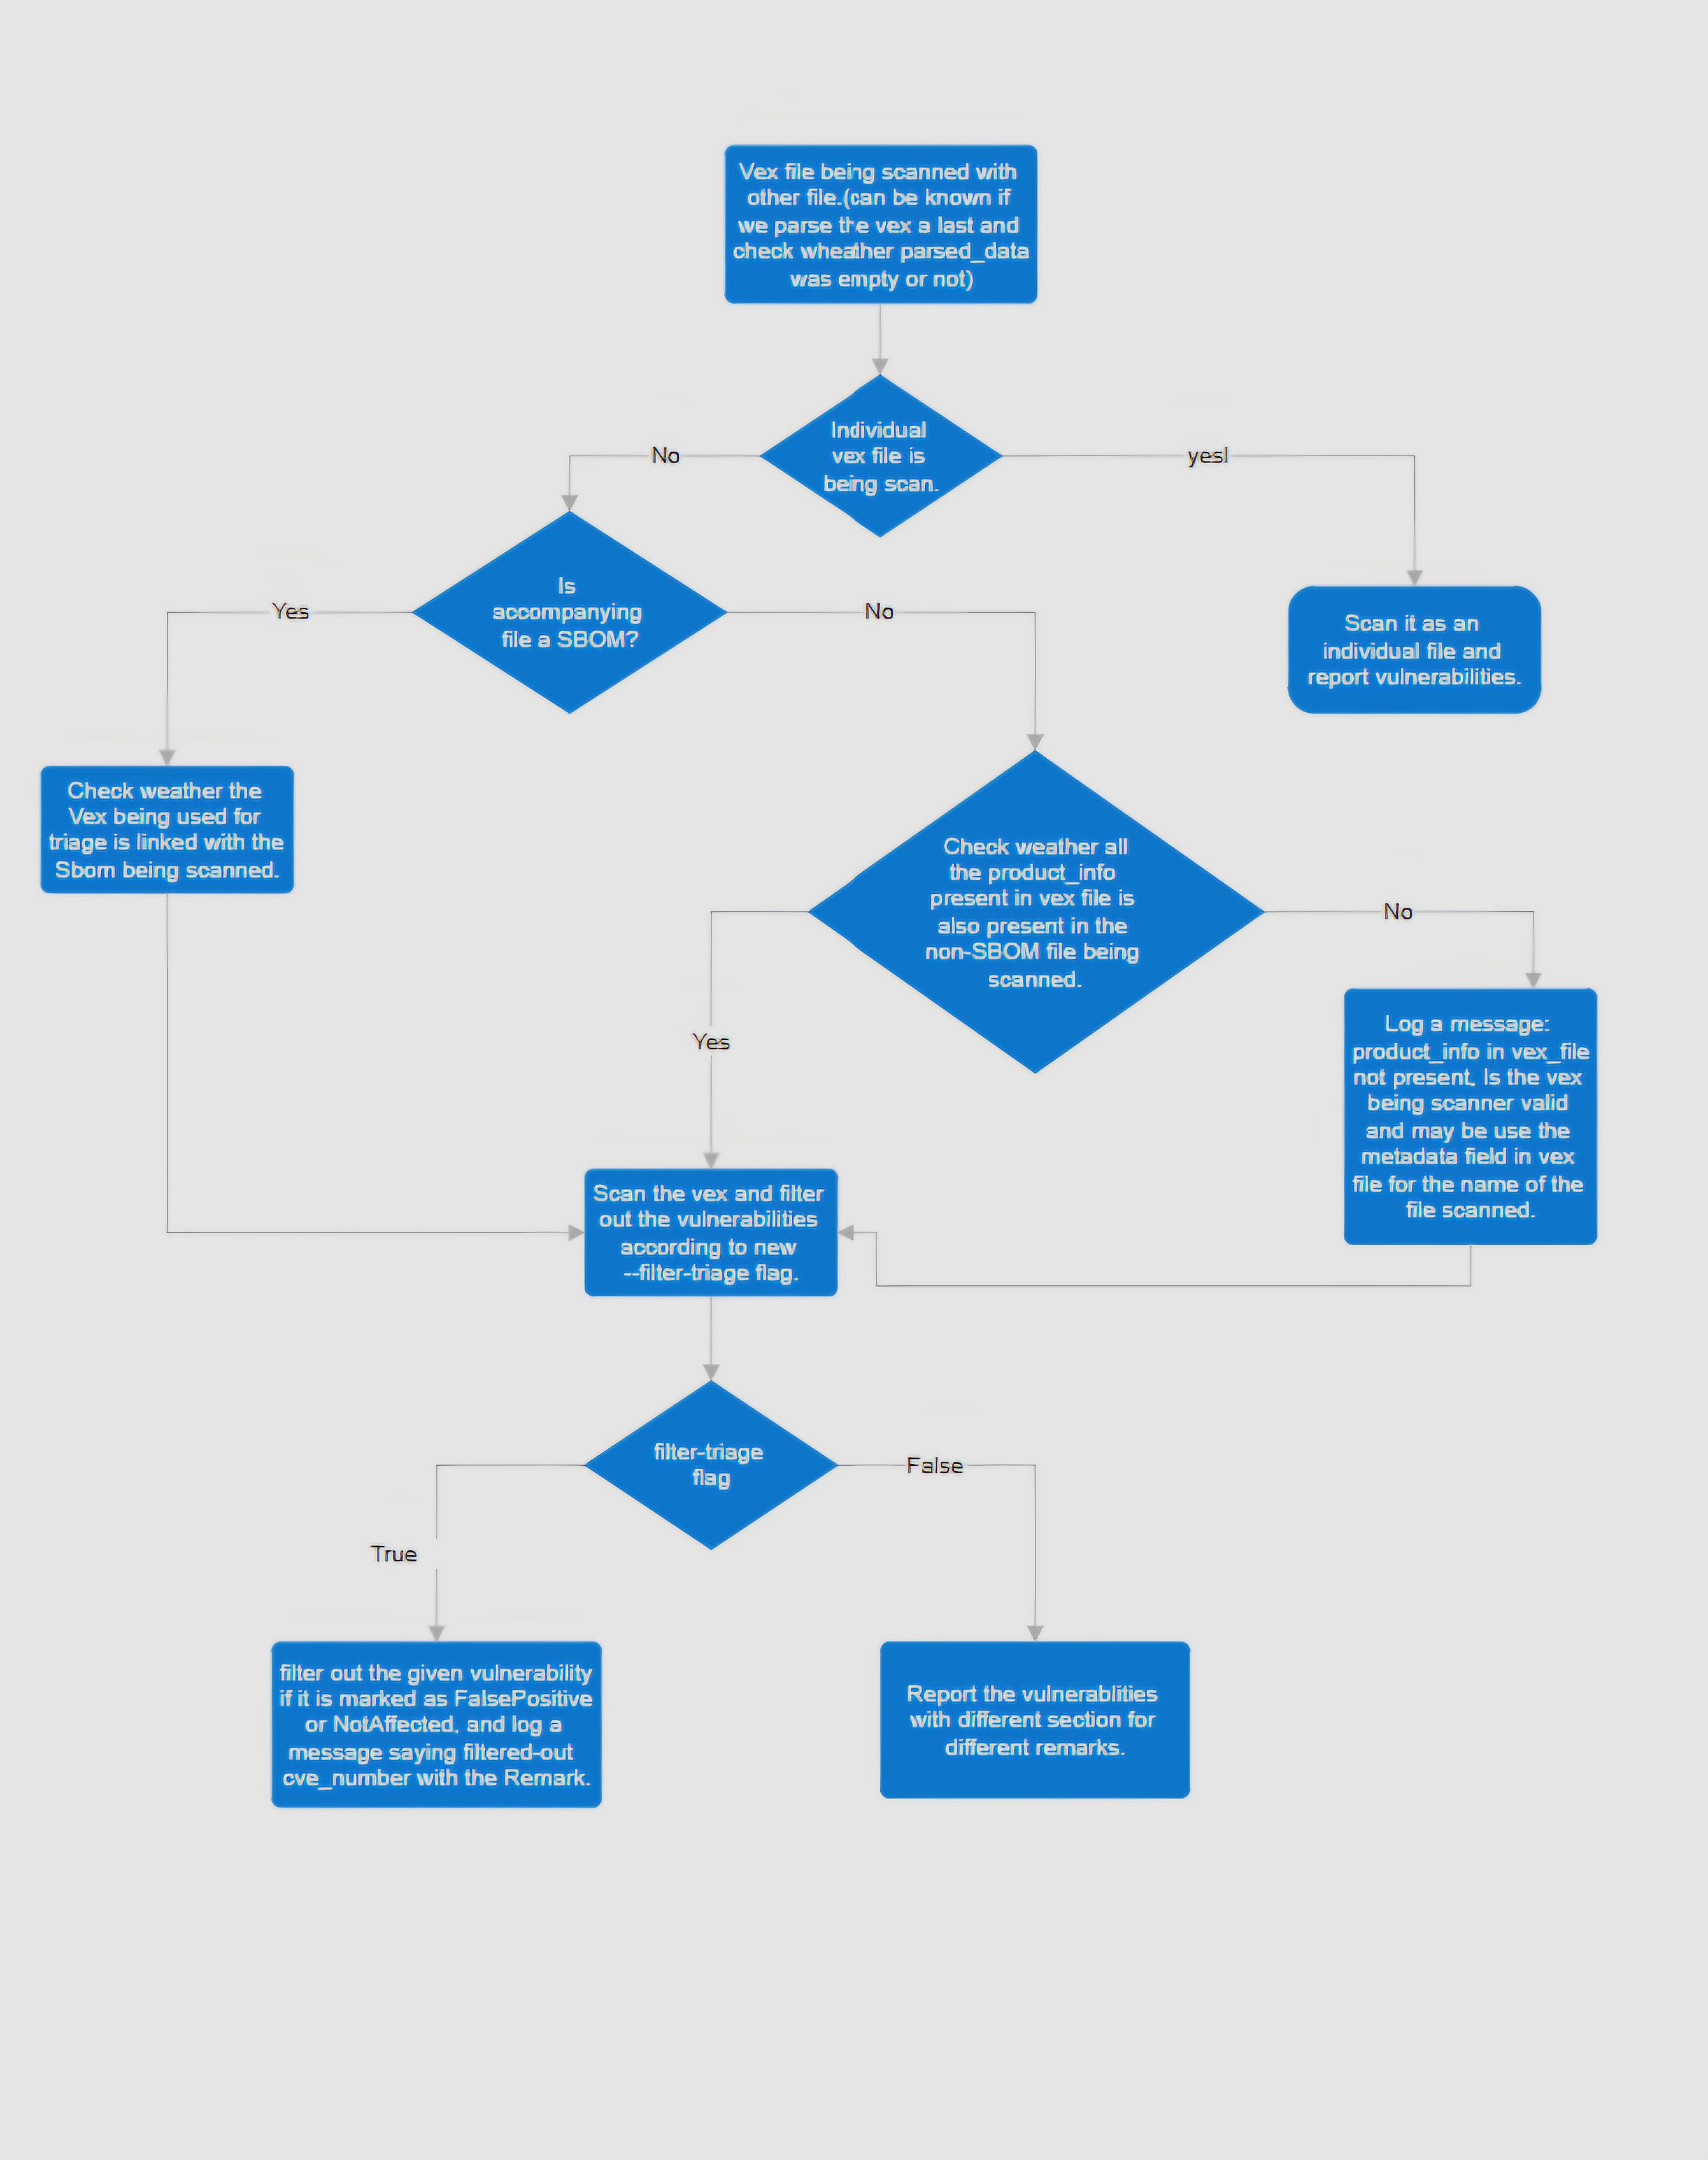 Vex file being scanned with
other file.(can be known if
we parse the vex a last and
check wheather parsed_data
was empty or not)
Individual
vex file is
being scan.
No
yesl
Is
accompanying
file a SBOM?
Yes
No
Scan it as an
individual file and
report vulnerabilities.
Check weather the
Vex being used for
triage is linked with the
Sbom being scanned.
Check weather all
the product_info
present in vex file is
also present in the
non-SBOM file being
scanned.
No
Yes
Log a message:
product_info in vex_file
not present, Is the vex
being scanner valid
and may be use the
metadata field in vex
file for the name of the
file scanned.
Scan the vex and filter
out the vulnerabilities
according to new
--filter-triage flag.
filter-triage
flag
False
True
filter out the given vulnerability
if it is marked as FalsePositive
or NotAffected, and log a
message saying filtered-out
cve_number with the Remark.
Report the vulnerablities
with different section for
different remarks.